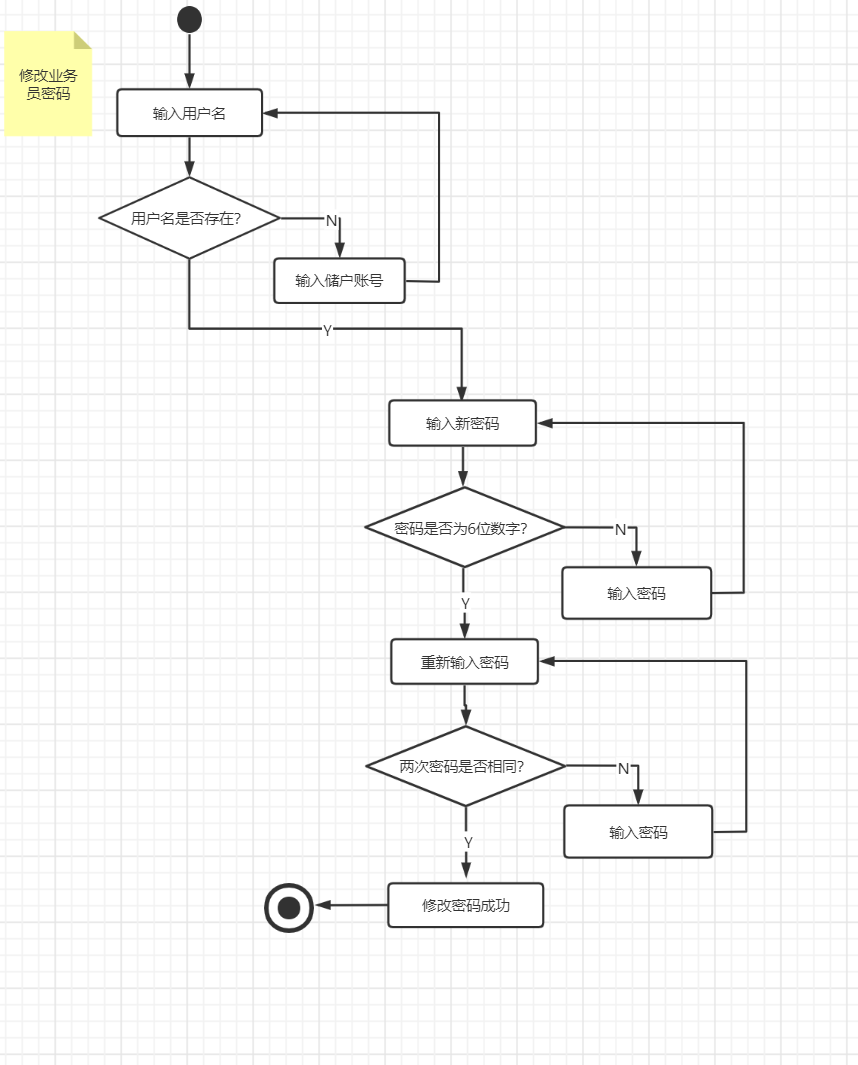 修改业务
员密码
输入用户名
用户名是否存在?
N
输入储户账号
Y
输入新密码
密码是否为6位数字?
N
输入密码
Y
重新输入密码
两次密码是否相同?
N
输入密码
Y
修改密码成功